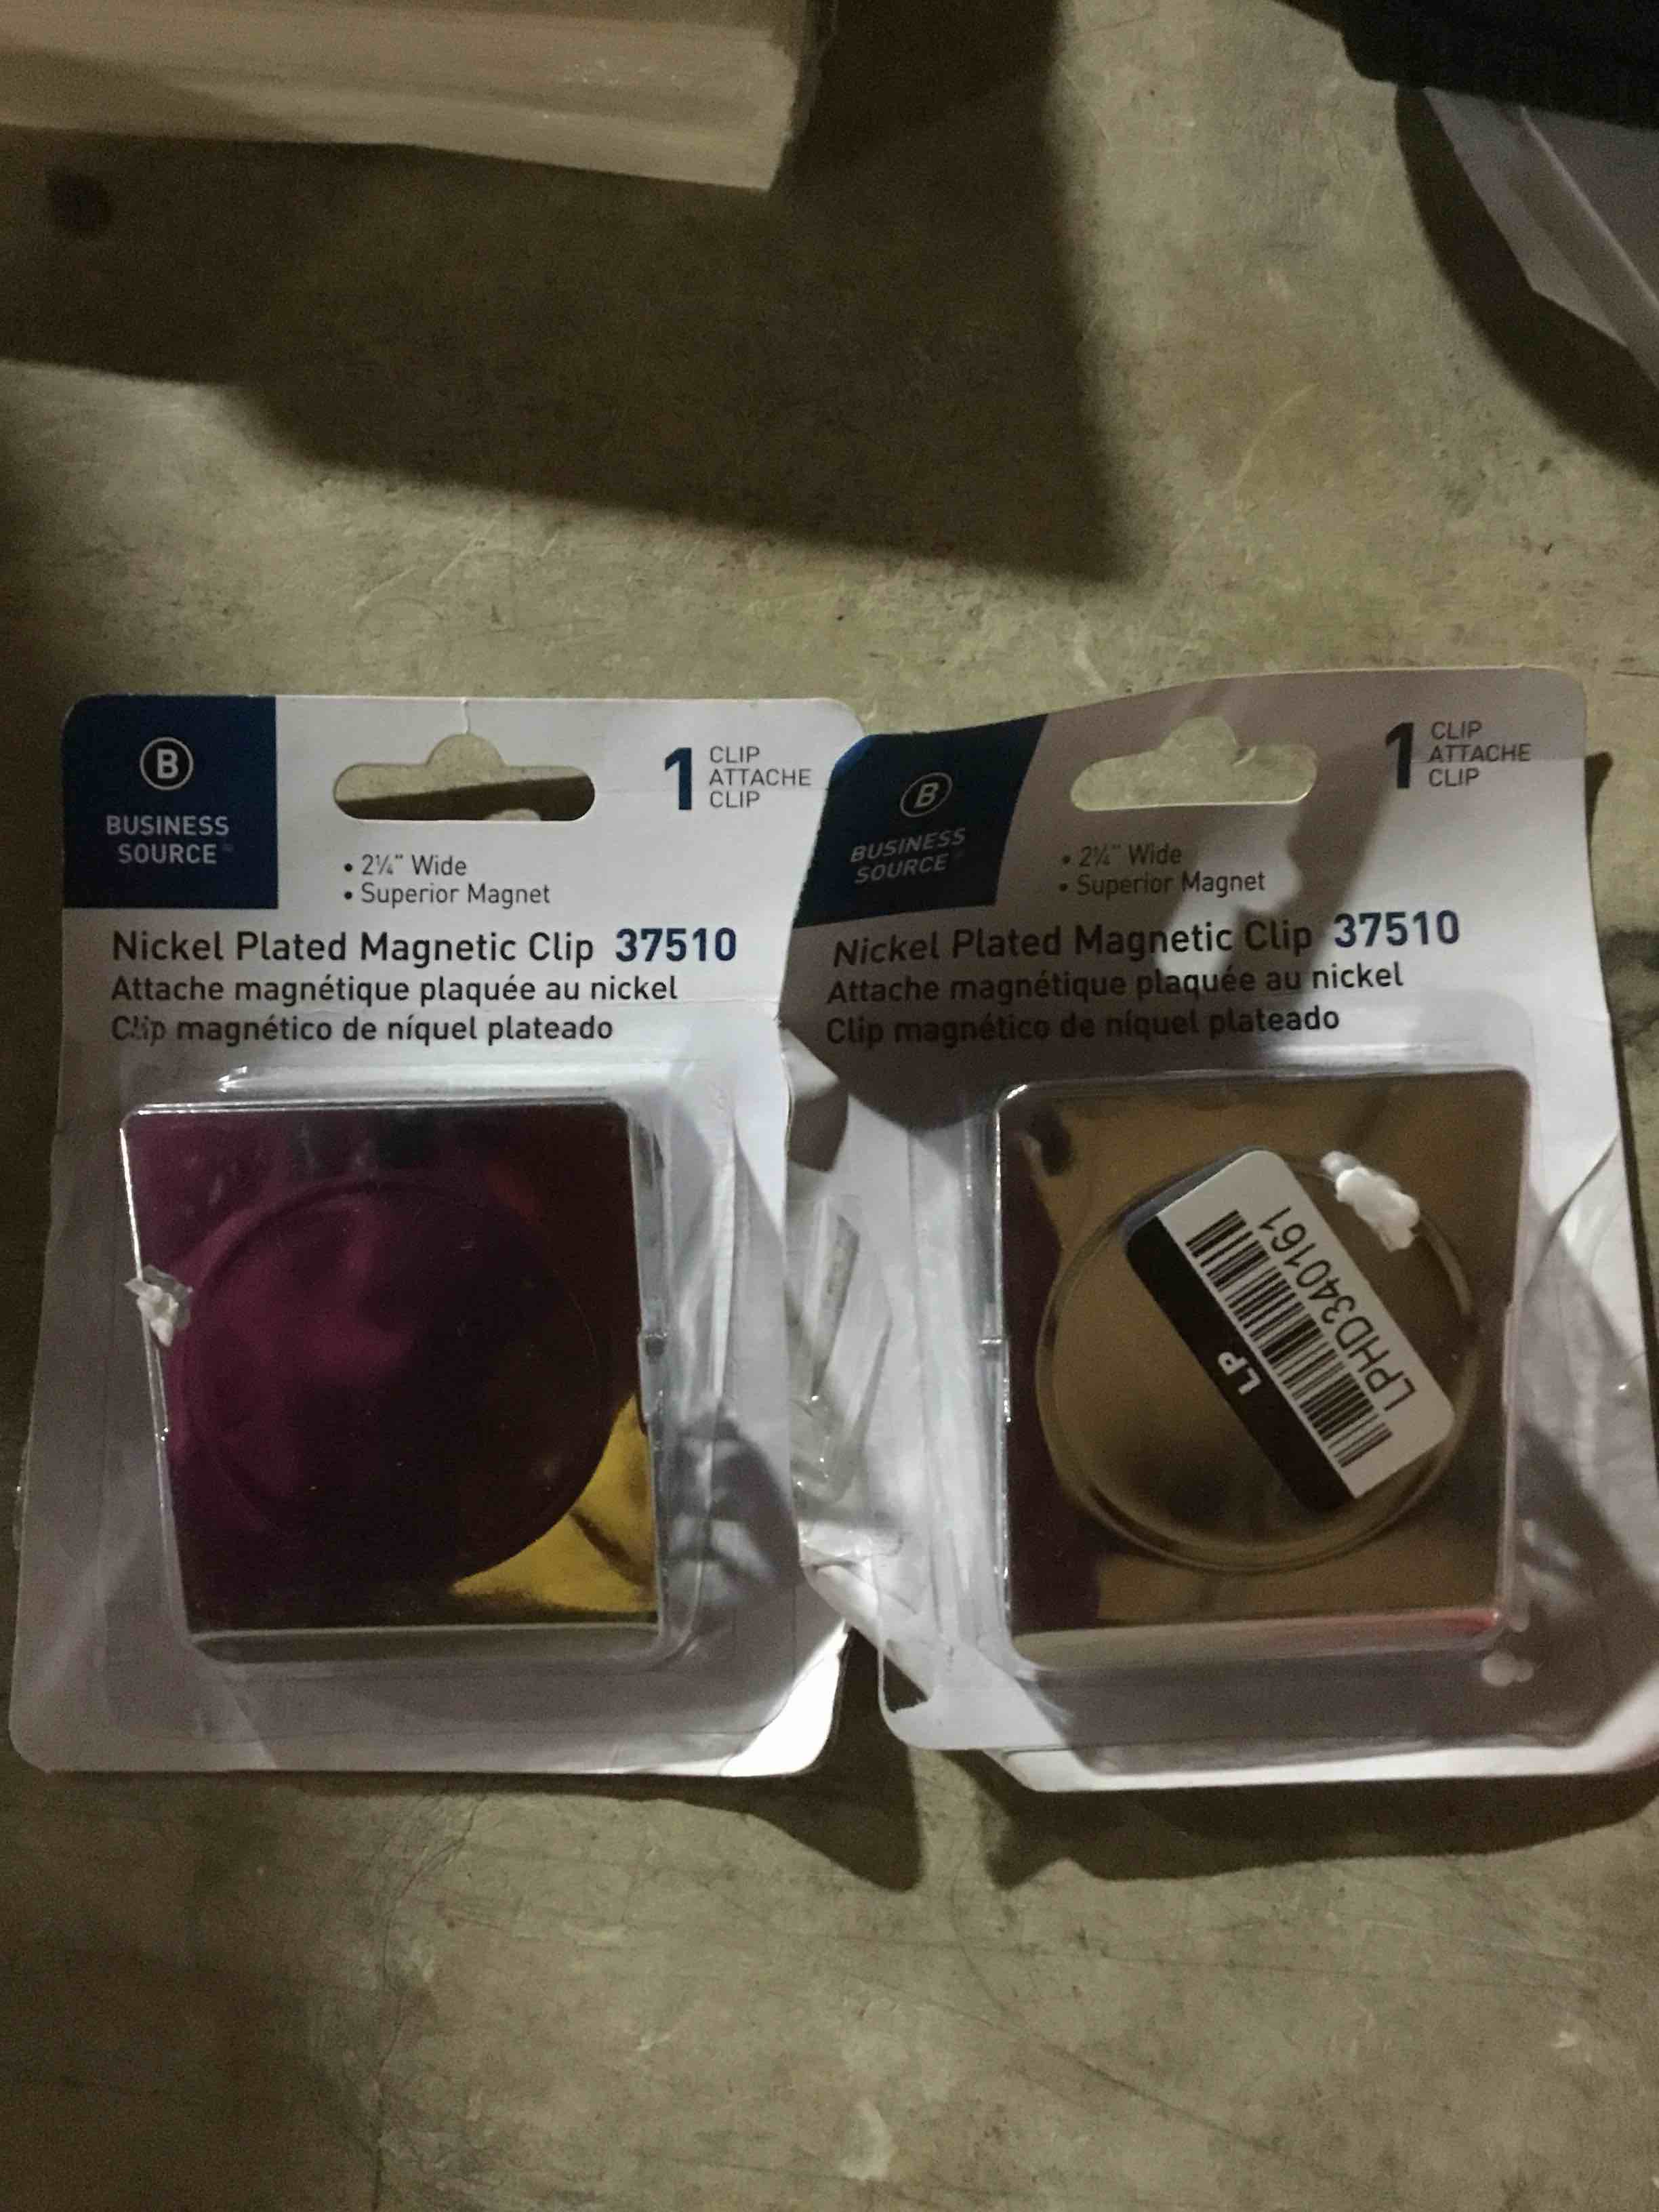 B
BUSINESS
SOURCE
1 CLIP
ATTACHE
CLIP
• 2¼" Wide
• Superior Magnet
Nickel Plated Magnetic Clip 37510
Attache magnétique plaquée au nickel
Clip magnético de níquel plateado
B
BUSINESS
SOURCE
1 CLIP
ATTACHE
CLIP
• 2¼" Wide
• Superior Magnet
Nickel Plated Magnetic Clip 37510
Attache magnétique plaquée au nickel
Clip magnético de níquel plateado
LPHD340161
LP